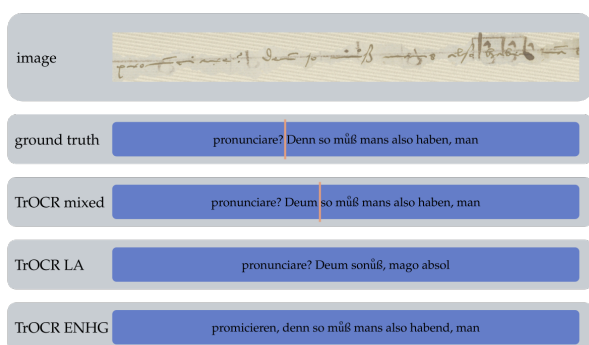 image
ground truth
pronunciare? Denn so můß mans also haben, man
TrOCR mixed
pronunciare? Deum so můß mans also haben, man
TrOCR LA
pronunciare? Deum sonůß, mago absol
TrOCR ENHG
promicieren, denn so můß mans also habend, man